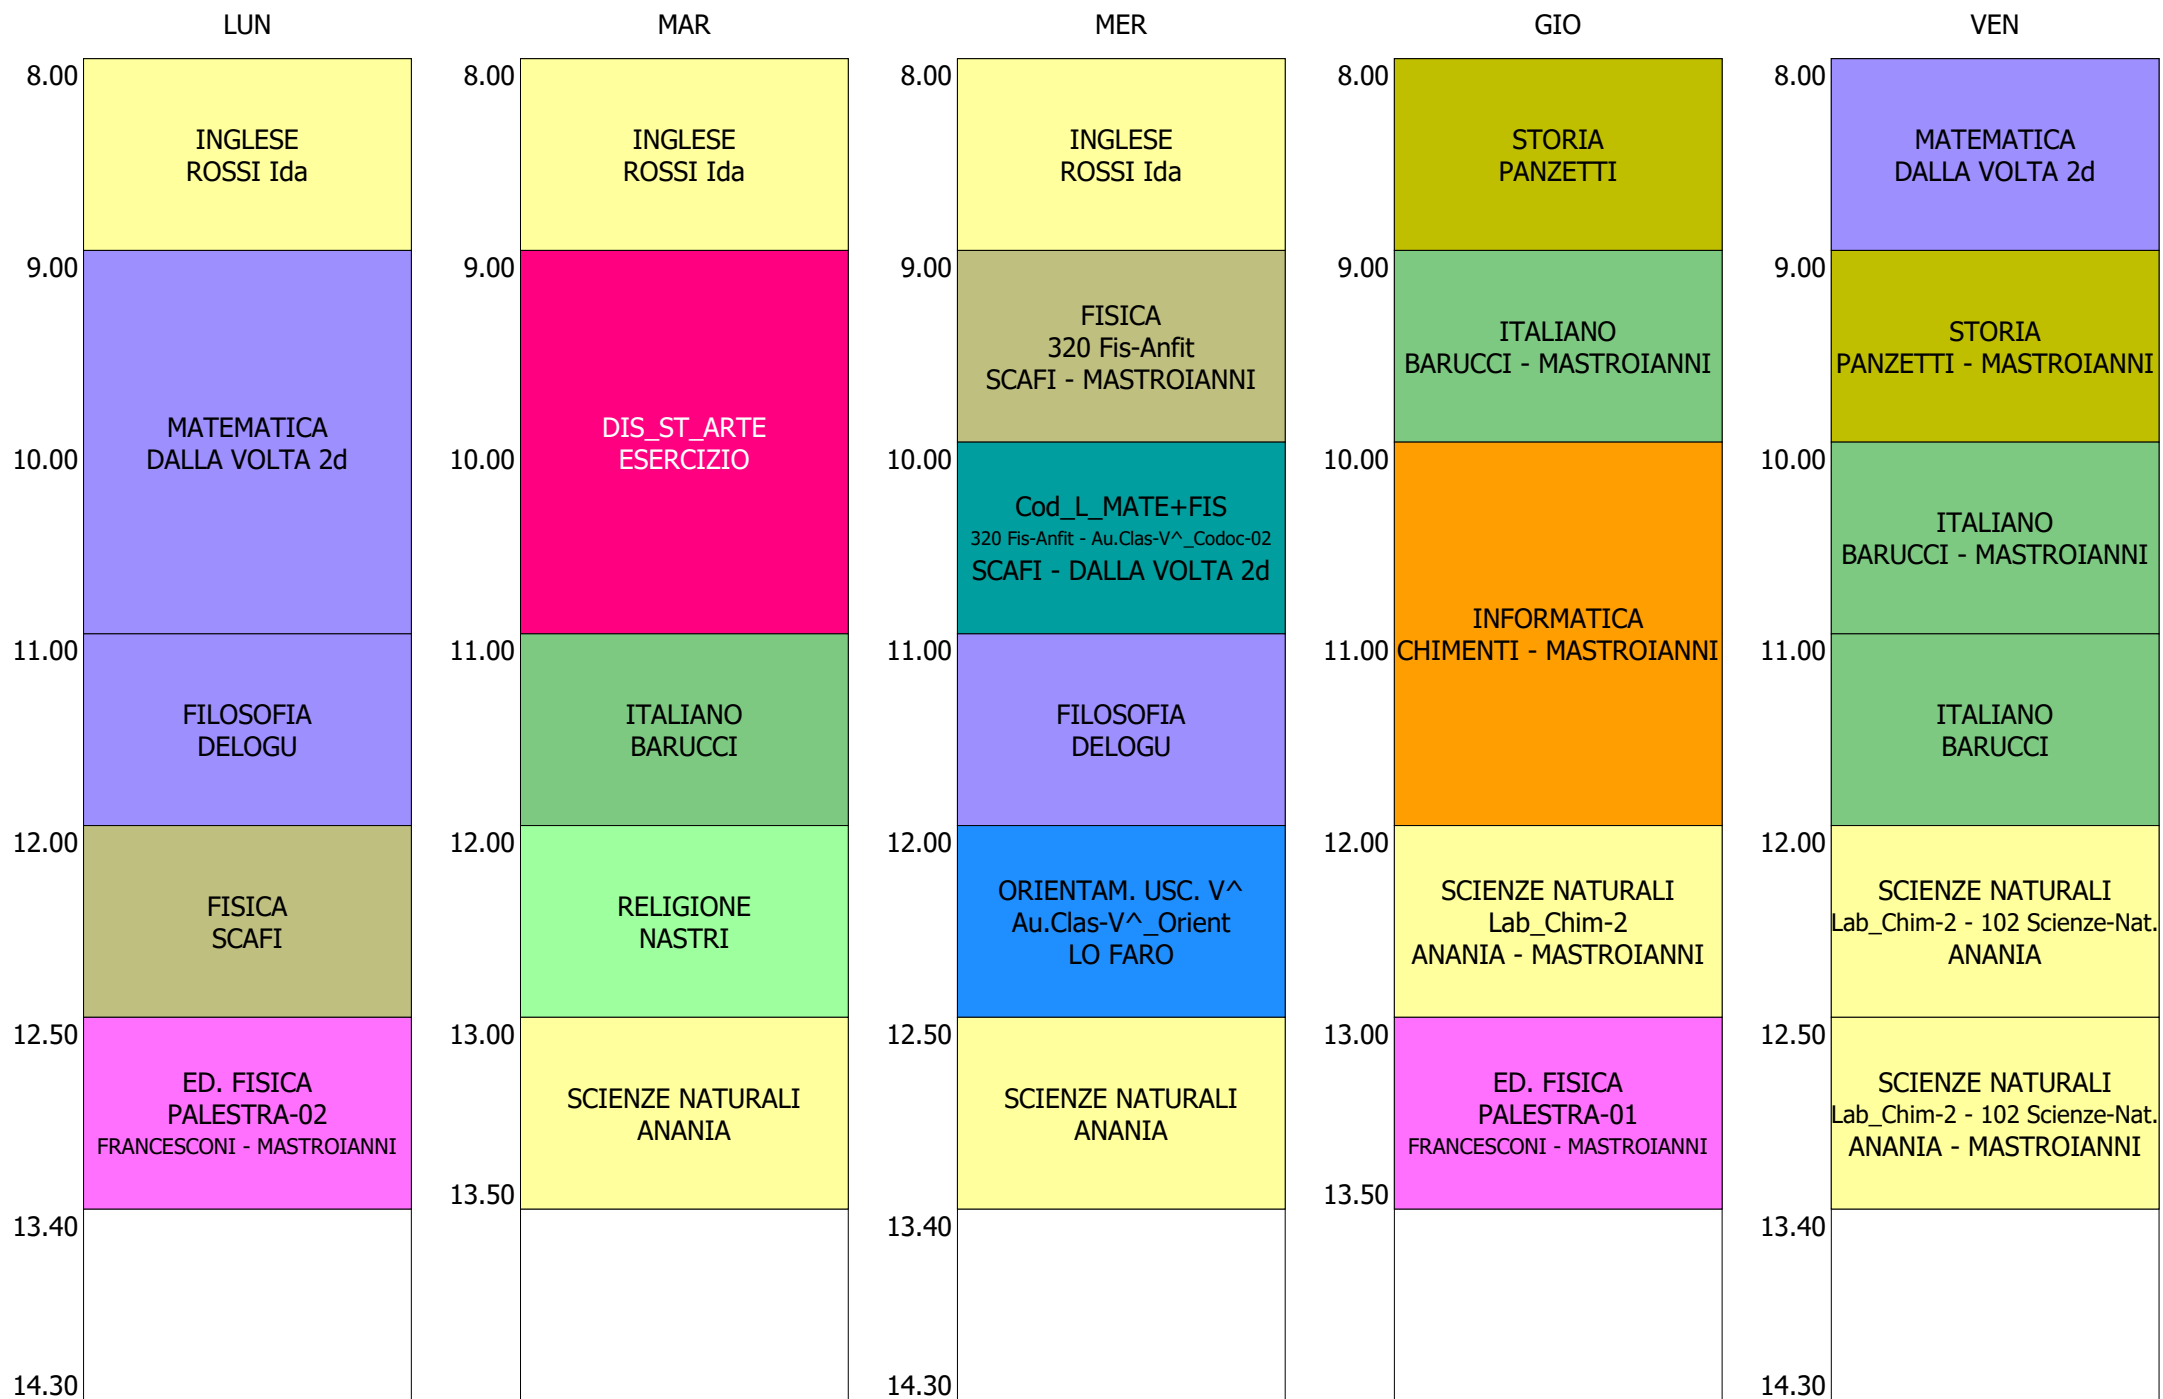 LUN
8.00
INGLESE
ROSSI Ida
9.00
MATEMATICA
DALLA VOLTA 2d
10.00
11.00
FILOSOFIA
DELOGU
12.00
FISICA
SCAFI
12.50
ED. FISICA
PALESTRA-02
FRANCESCONI - MASTROIANNI
13.40
14.30
MAR
8.00
INGLESE
ROSSI Ida
9.00
DIS_ST_ARTE
ESERCIZIO
10.00
11.00
ITALIANO
BARUCCI
12.00
RELIGIONE
NASTRI
13.00
SCIENZE NATURALI
ANANIA
13.50
MER
8.00
INGLESE
ROSSI Ida
9.00
FISICA
320 Fis-Anfit
SCAFI - MASTROIANNI
10.00
Cod_L_MATE+FIS
320 Fis-Anfit - Au.Clas-V^_Codoc-02
SCAFI - DALLA VOLTA 2d
11.00
FILOSOFIA
DELOGU
12.00
ORIENTAM. USC. V^
Au.Clas-V^_Orient
LO FARO
12.50
SCIENZE NATURALI
ANANIA
13.40
14.30
GIO
8.00
STORIA
PANZETTI
9.00
ITALIANO
BARUCCI - MASTROIANNI
10.00
INFORMATICA
11.00
CHIMENTI - MASTROIANNI
12.00
SCIENZE NATURALI
Lab_Chim-2
ANANIA - MASTROIANNI
13.00
ED. FISICA
PALESTRA-01
FRANCESCONI - MASTROIANNI
13.50
VEN
8.00
MATEMATICA
DALLA VOLTA 2d
9.00
STORIA
PANZETTI - MASTROIANNI
10.00
ITALIANO
BARUCCI - MASTROIANNI
11.00
ITALIANO
BARUCCI
12.00
SCIENZE NATURALI
Lab_Chim-2 - 102 Scienze-Nat.
ANANIA
12.50
SCIENZE NATURALI
Lab_Chim-2 - 102 Scienze-Nat.
ANANIA - MASTROIANNI
13.40
14.30